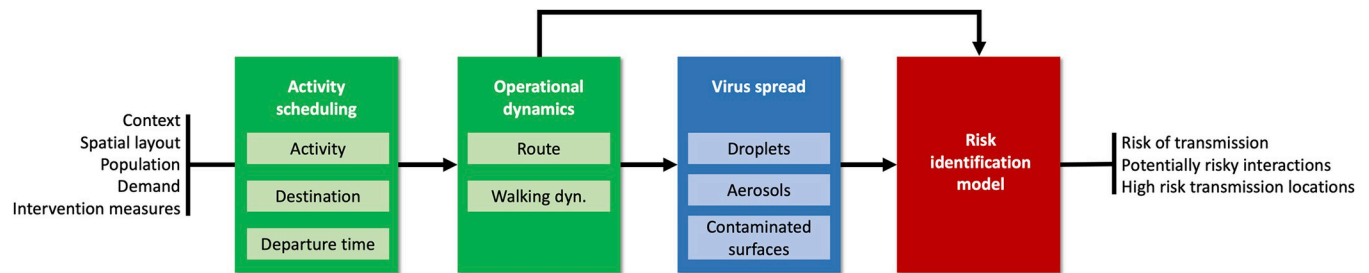 Context
Spatial layout
Population
Demand
Intervention measures
Activity
scheduling
Activity
Destination
Departure time
Operational
dynamics
Route
Walking dyn.
Virus spread
Droplets
Aerosols
Contaminated
surfaces
Risk
identification
model
Risk of transmission
Potentially risky interactions
High risk transmission locations